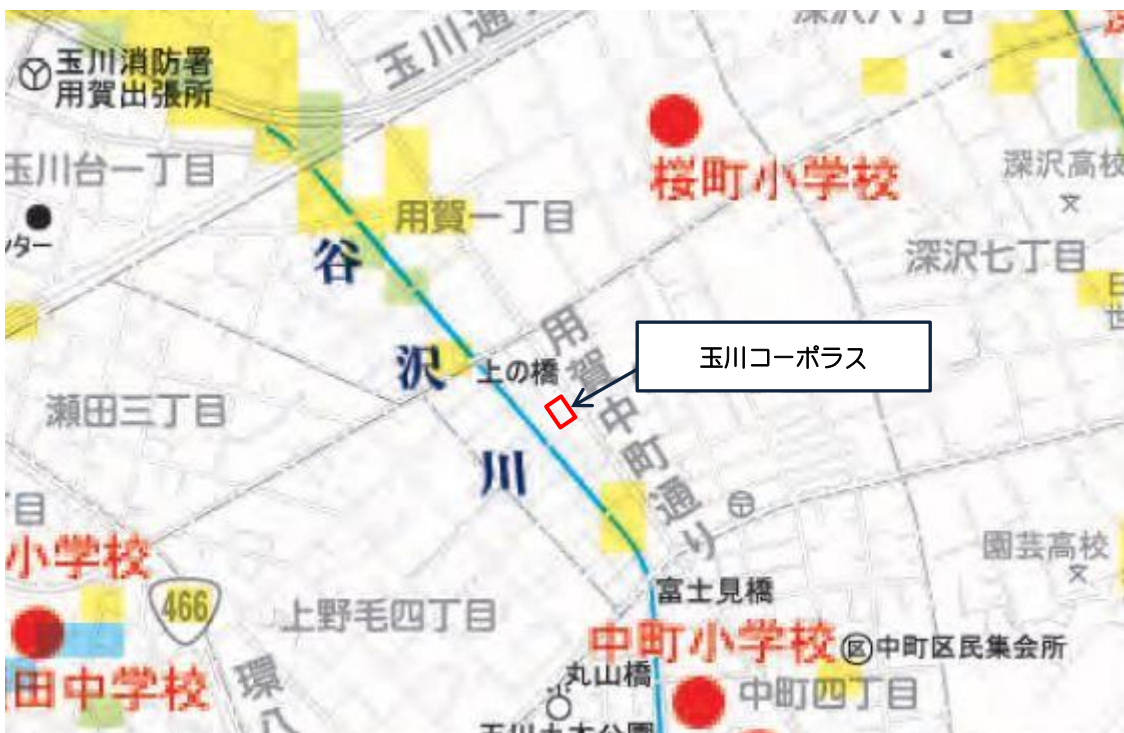 深沢八丁目
玉川通り
玉川消防署
用賀出張所
桜町小学校
玉川台一丁目
深沢高校
文
ター
用賀一丁目
深沢七丁目
谷
沢
川
用賀中町通り
玉川コーポラス
上の橋
瀬田三丁目
目
小学校
園芸高校
文
466
上野毛四丁目
富士見橋
中町小学校
区中町区民集会所
田中学校
環八
丸山橋
中町四丁目